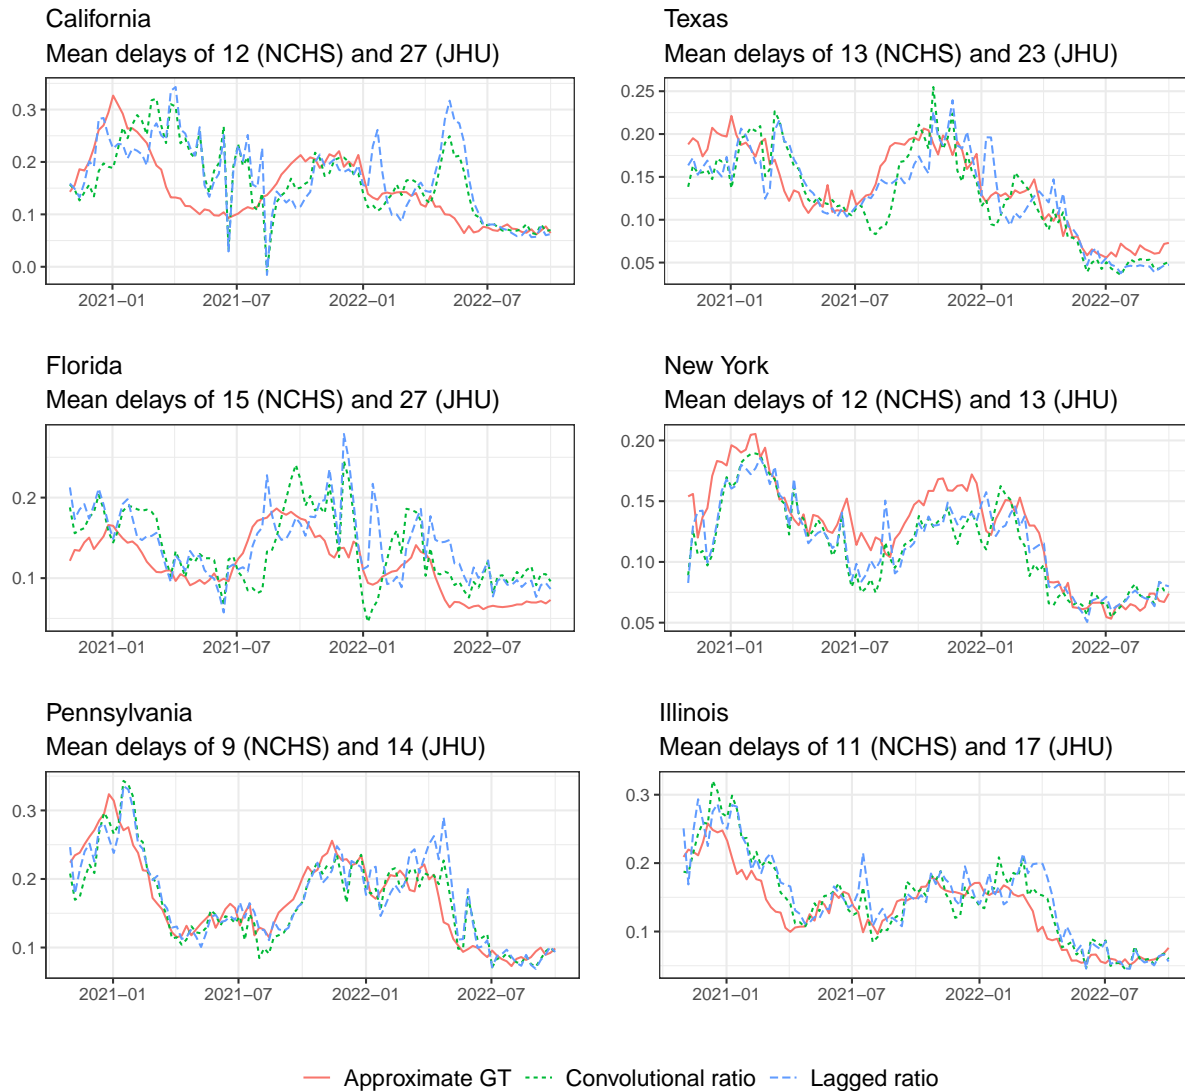 California
Mean delays of 12 (NCHS) and 27 (JHU)
0.3
0.2
0.1
0.0
2021−01 2021−07 2022−01 2022−07
Texas
Mean delays of 13 (NCHS) and 23 (JHU)
0.25
0.20
0.15
0.10
0.05
2021−01 2021−07 2022−01 2022−07
Florida
Mean delays of 15 (NCHS) and 27 (JHU)
0.2
0.1
2021−01 2021−07 2022−01 2022−07
New York
Mean delays of 12 (NCHS) and 13 (JHU)
0.20
0.15
0.10
0.05
2021−01 2021−07 2022−01 2022−07
Pennsylvania
Mean delays of 9 (NCHS) and 14 (JHU)
0.3
0.2
0.1
2021−01 2021−07 2022−01 2022−07
Illinois
Mean delays of 11 (NCHS) and 17 (JHU)
0.3
0.2
0.1
2021−01 2021−07 2022−01 2022−07
Approximate GT Convolutional ratio Lagged ratio